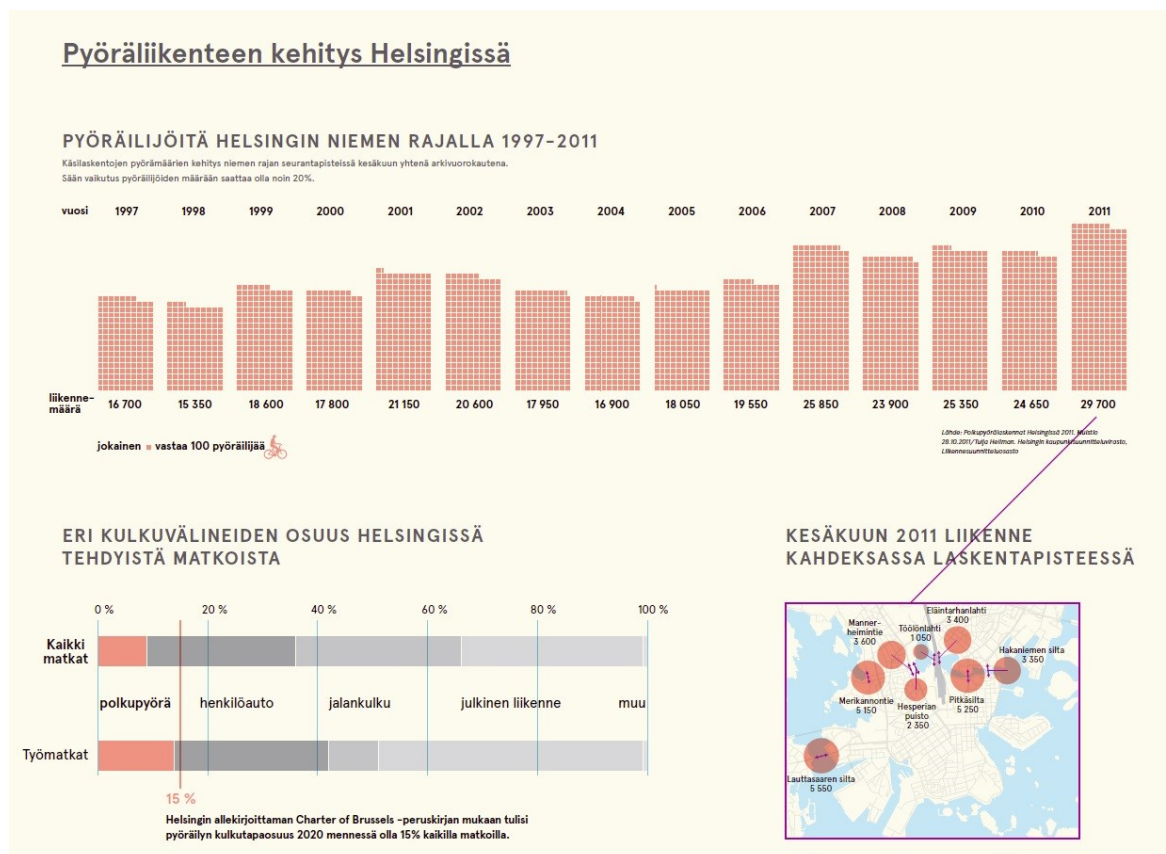 Pyöräliikenteen kehitys Helsingissä
PYÖRÄILIJÖITÄ HELSINGIN NIEMEN RAJALLA 1997-2011
Käsilaskentojen pyörämäärien kehitys niemen rajan seurantapisteissä kesäkuun yhtenä arkivuorokautena.
Sään vaikutus pyöräilijöiden määrään saattaa olla noin 20%.
vuosi 1997 1998 1999 2000 2001 2002 2003 2004 2005 2006 2007 2008 2009 2010 2011
liikenne-
määrä
16 700 15 350 18 600 17 800 21 150 20 600 17 950 16 900 18 050 19 550 25 850 23 900 25 350 24 650 29 700
jokainen vastaa 100 pyöräilijää
Lähde: Polkupyörälaskennat Helsingissä 2011. Muistio
28.10.2011/Tuija Hellman. Helsingin kaupunkisuunnitteluvirasto,
Liikennesuunnitteluosasto
ERI KULKUVÄLINEIDEN OSUUS HELSINGISSÄ
TEHDYISTÄ MATKOISTA
0 % 20 % 40 % 60 % 80 % 100 %
Kaikki
matkat
polkupyörä henkilöauto jalankulku julkinen liikenne muu
Työmatkat
15 %
Helsingin allekirjoittaman Charter of Brussels -peruskirjan mukaan tulisi
pyöräilyn kulkutapaosuus 2020 mennessä olla 15% kaikilla matkoilla.
KESÄKUUN 2011 LIIKENNE
KAHDEKSASSA LASKENTAPISTEESSÄ
Eläintarhanlahti
3 400
Manner-
heimintie
3 600
Töölönlahti
1 050
Hakaniemen silta
3 350
Merikannontie
5 150
Hesperian
puisto
2 350
Pitkäsilta
5 250
Lauttasaaren silta
5 550